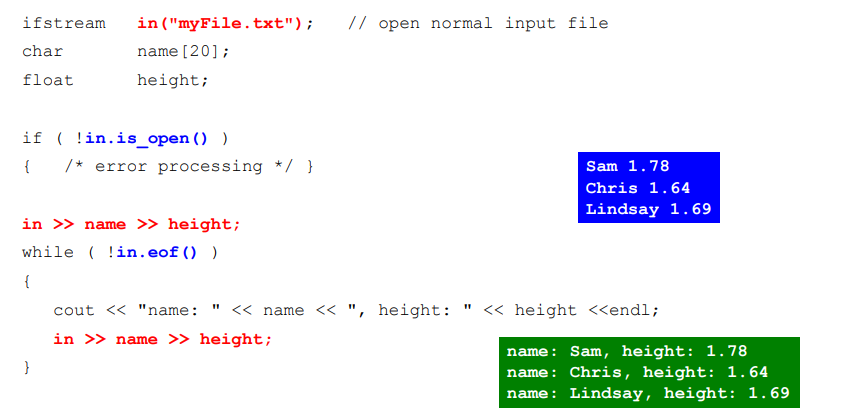 ifstream in("myFile.txt"); // open normal input file
char name[20];
float height;
if ( !in.is_open() )
{ /* error processing */ }
Sam 1.78
Chris 1.64
Lindsay 1.69
in >> name >> height;
while ( !in.eof() )
{
cout << "name: " << name << ", height: " << height <<endl;
in >> name >> height;
}
name: Sam, height: 1.78
name: Chris, height: 1.64
name: Lindsay, height: 1.69